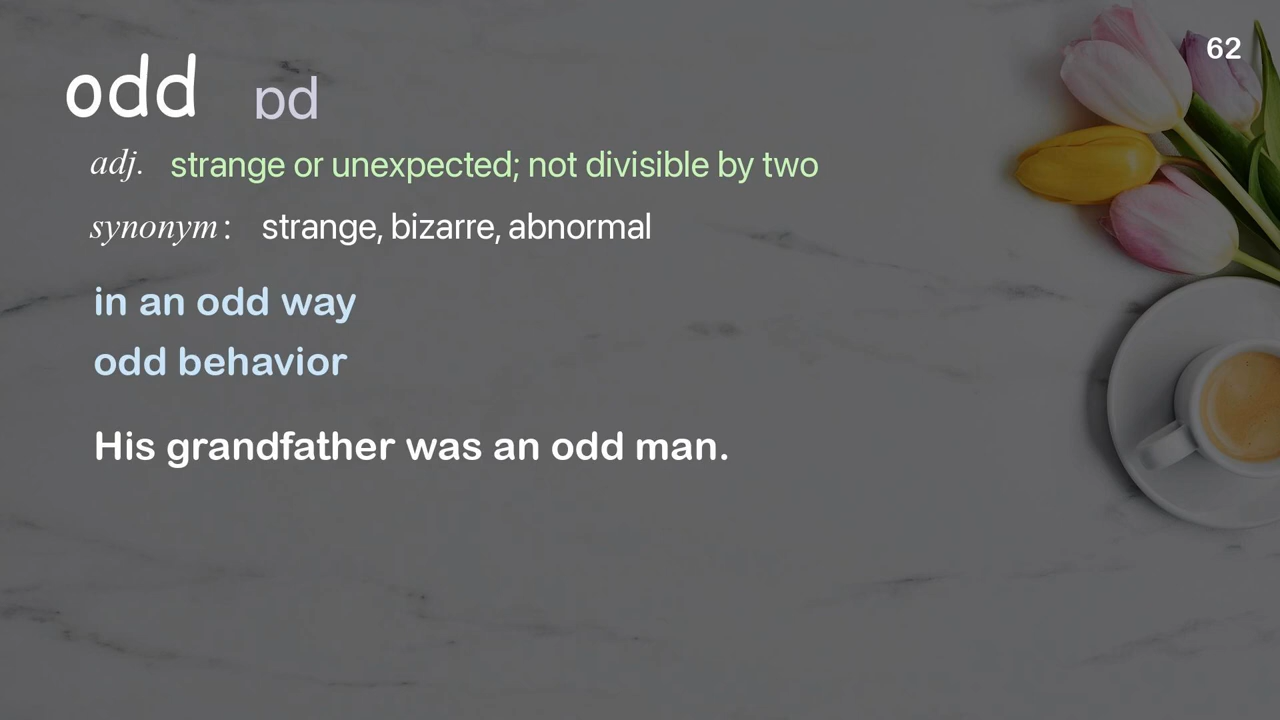 62
odd ɒd
adj. strange or unexpected; not divisible by two
synonym: strange, bizarre, abnormal
in an odd way
odd behavior
His grandfather was an odd man.